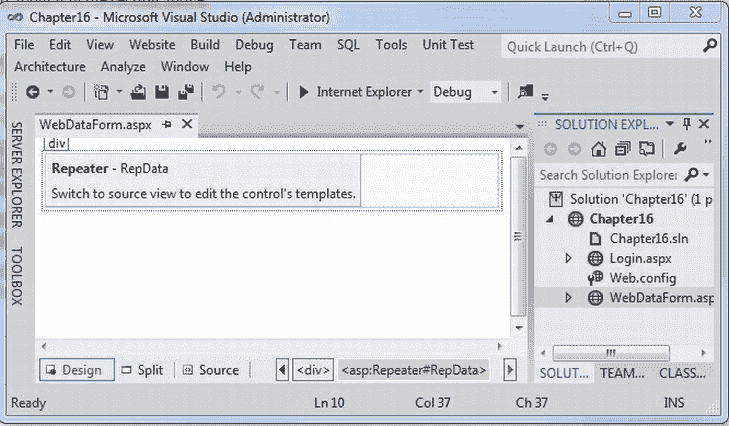 Chapter16 - Microsoft Visual Studio (Administrator)
File Edit View Website Build Debug Team SQL Tools Unit Test
Quick Launch (Ctrl+Q)
Architecture Analyze Window Help
Internet Explorer Debug
SERVER EXPLORER
TOOLBOX
WebDataForm.aspx
div
Repeater - RepData
Switch to source view to edit the control's templates.
Design Split Source <div> <asp:Repeater#RepData>
SOLUTION EXPL...
Search Solution Explorer
Solution 'Chapter16' (1 p
Chapter16
Chapter16.sln
Login.aspx
Web.config
WebDataForm.asp
SOLUT... TEAM... CLASS...
Ready Ln 10 Col 37 Ch 37 INS